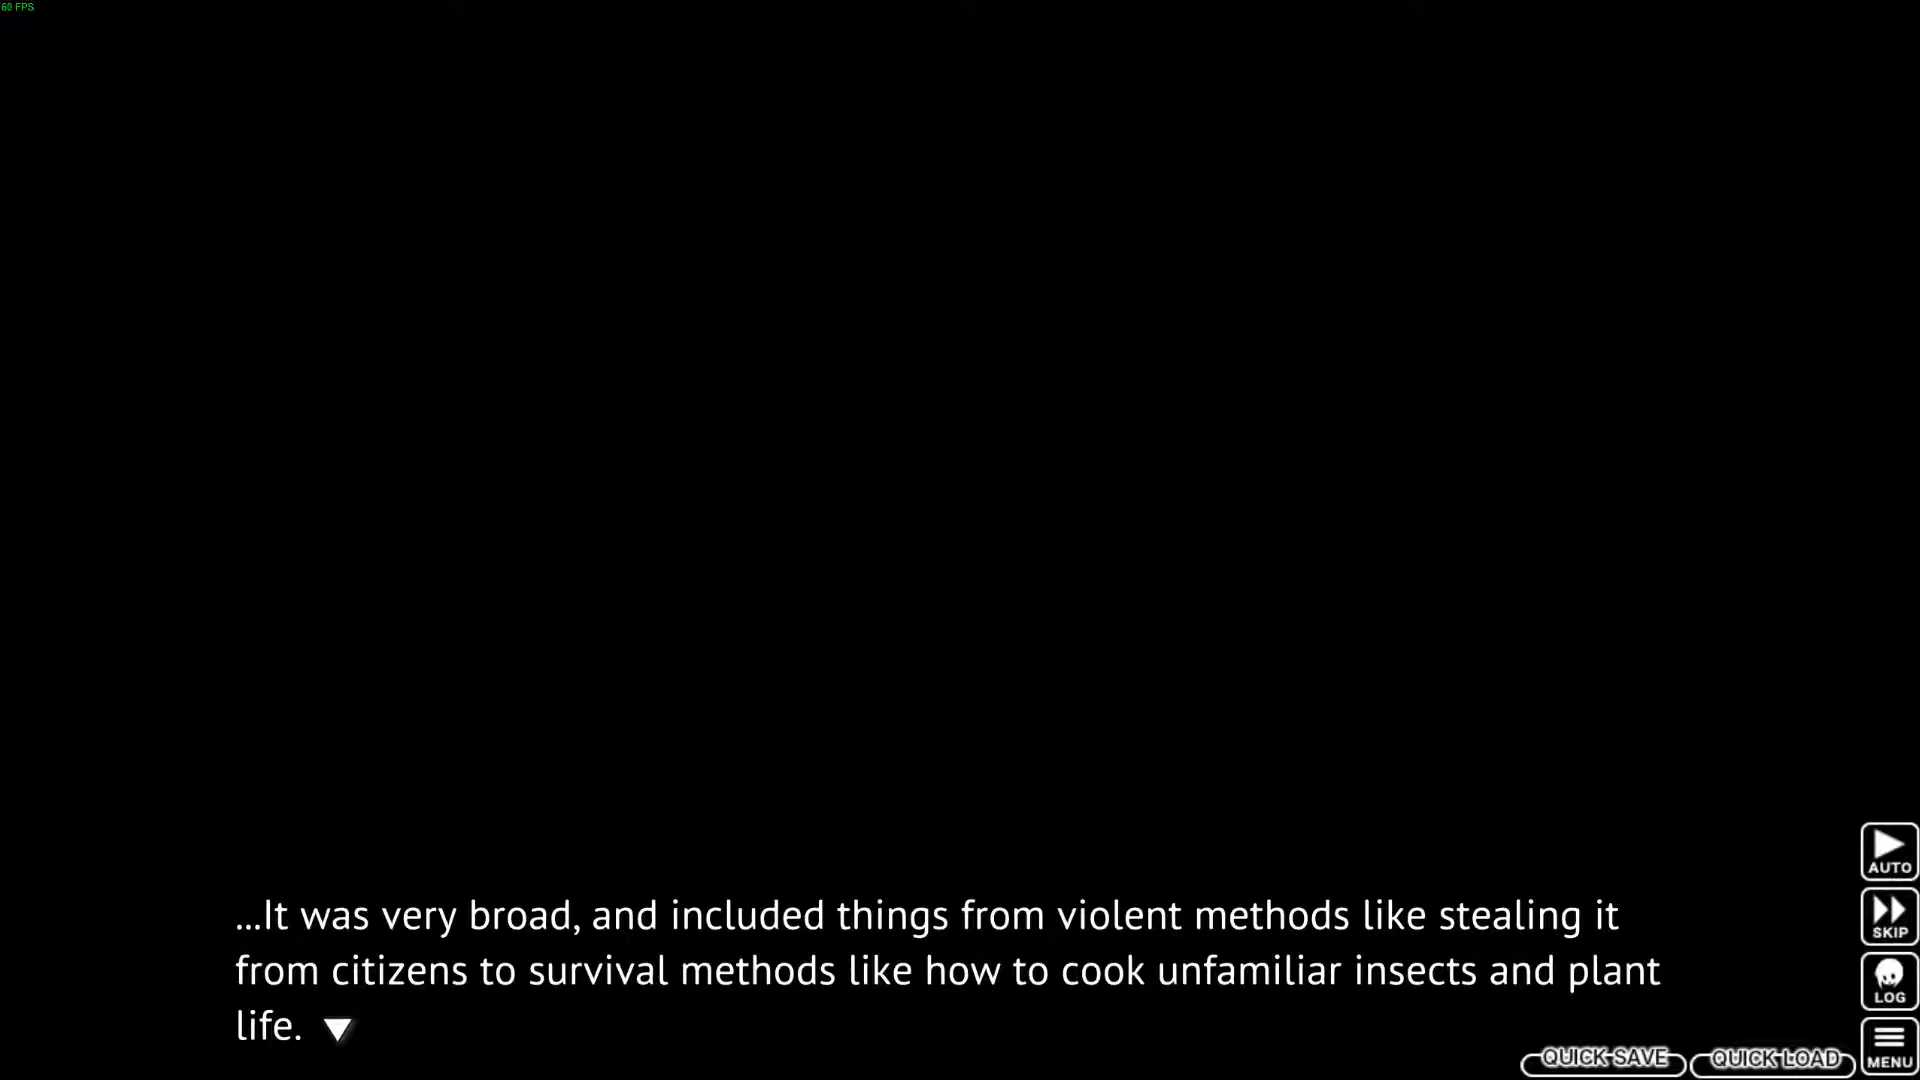 60 FPS
...It was very broad, and included things from violent methods like stealing it
from citizens to survival methods like how to cook unfamiliar insects and plant
life.
AUTO
SKIP
LOG
MENU
QUICK SAVE
QUICK LOAD